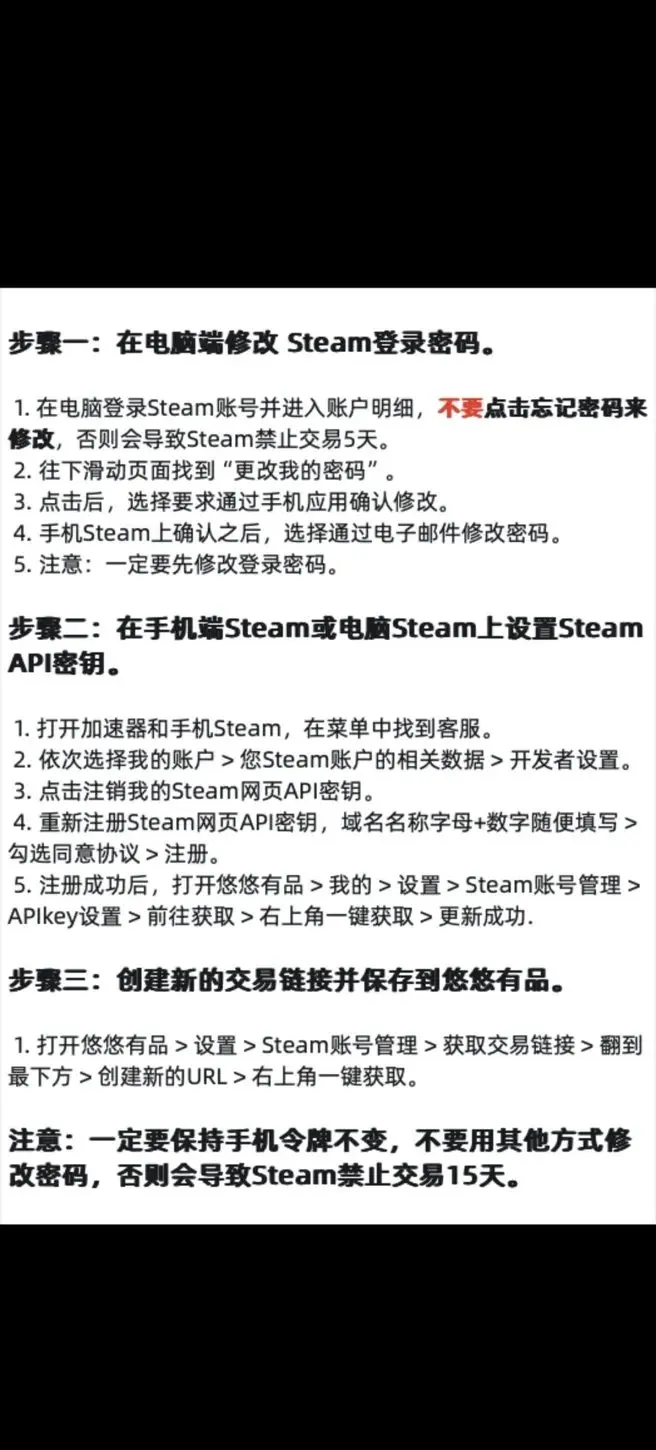 步骤一：在电脑端修改 Steam登录密码。
1. 在电脑登录Steam账号并进入账户明细，不要点击忘记密码来
修改，否则会导致Steam禁止交易5天。
2. 往下滑动页面找到“更改我的密码”。
3. 点击后，选择要求通过手机应用确认修改。
4. 手机Steam上确认之后，选择通过电子邮件修改密码。
5. 注意：一定要先修改登录密码。
步骤二：在手机端Steam或电脑Steam上设置Steam
API密钥。
1. 打开加速器和手机Steam，在菜单中找到客服。
2. 依次选择我的账户 > 您Steam账户的相关数据 > 开发者设置。
3. 点击注销我的Steam网页API密钥。
4. 重新注册Steam网页API密钥，域名名称字母+数字随便填写 >
勾选同意协议 > 注册。
5. 注册成功后，打开悠悠有品 > 我的 > 设置 > Steam账号管理 >
APIkey设置 > 前往获取 > 右上角一键获取 > 更新成功.
步骤三：创建新的交易链接并保存到悠悠有品。
1. 打开悠悠有品 > 设置 > Steam账号管理 > 获取交易链接 > 翻到
最下方 > 创建新的URL > 右上角一键获取。
注意：一定要保持手机令牌不变，不要用其他方式修
改密码，否则会导致Steam禁止交易15天。